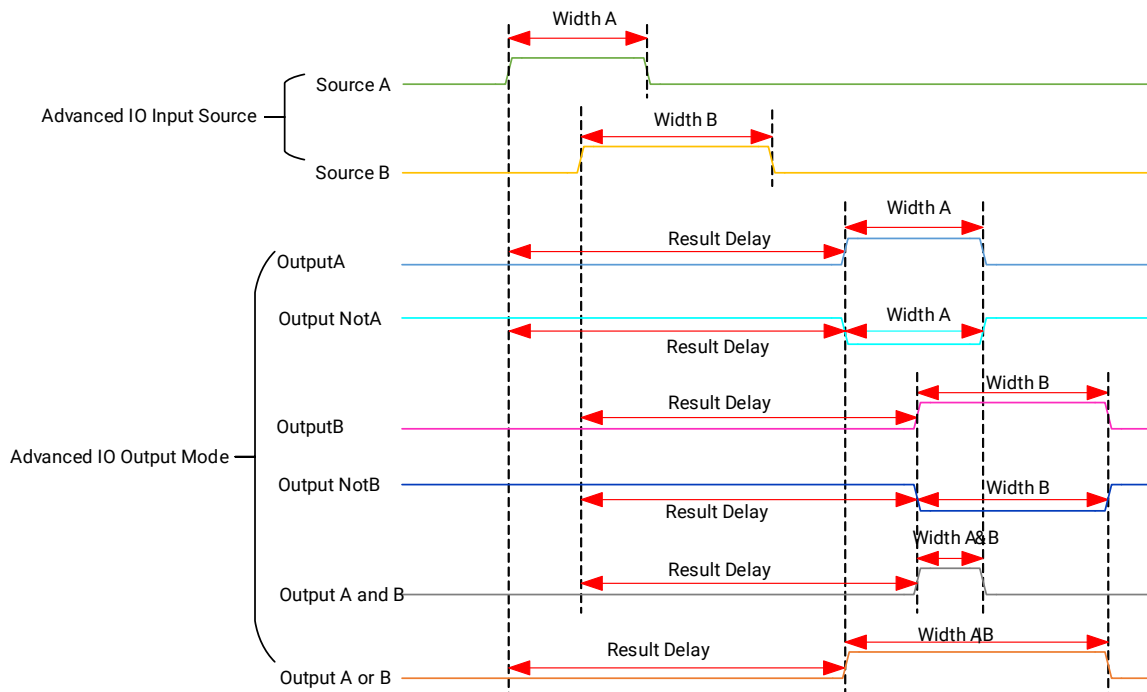 Width A
Source A
Advanced IO Input Source
Width B
Source B
Width A
Result Delay
OutputA
Output NotA
Width A
Result Delay
Width B
Result Delay
OutputB
Advanced IO Output Mode
Output NotB
Width B
Result Delay
Width A&B
Result Delay
Output A and B
Width A|B
Result Delay
Output A or B